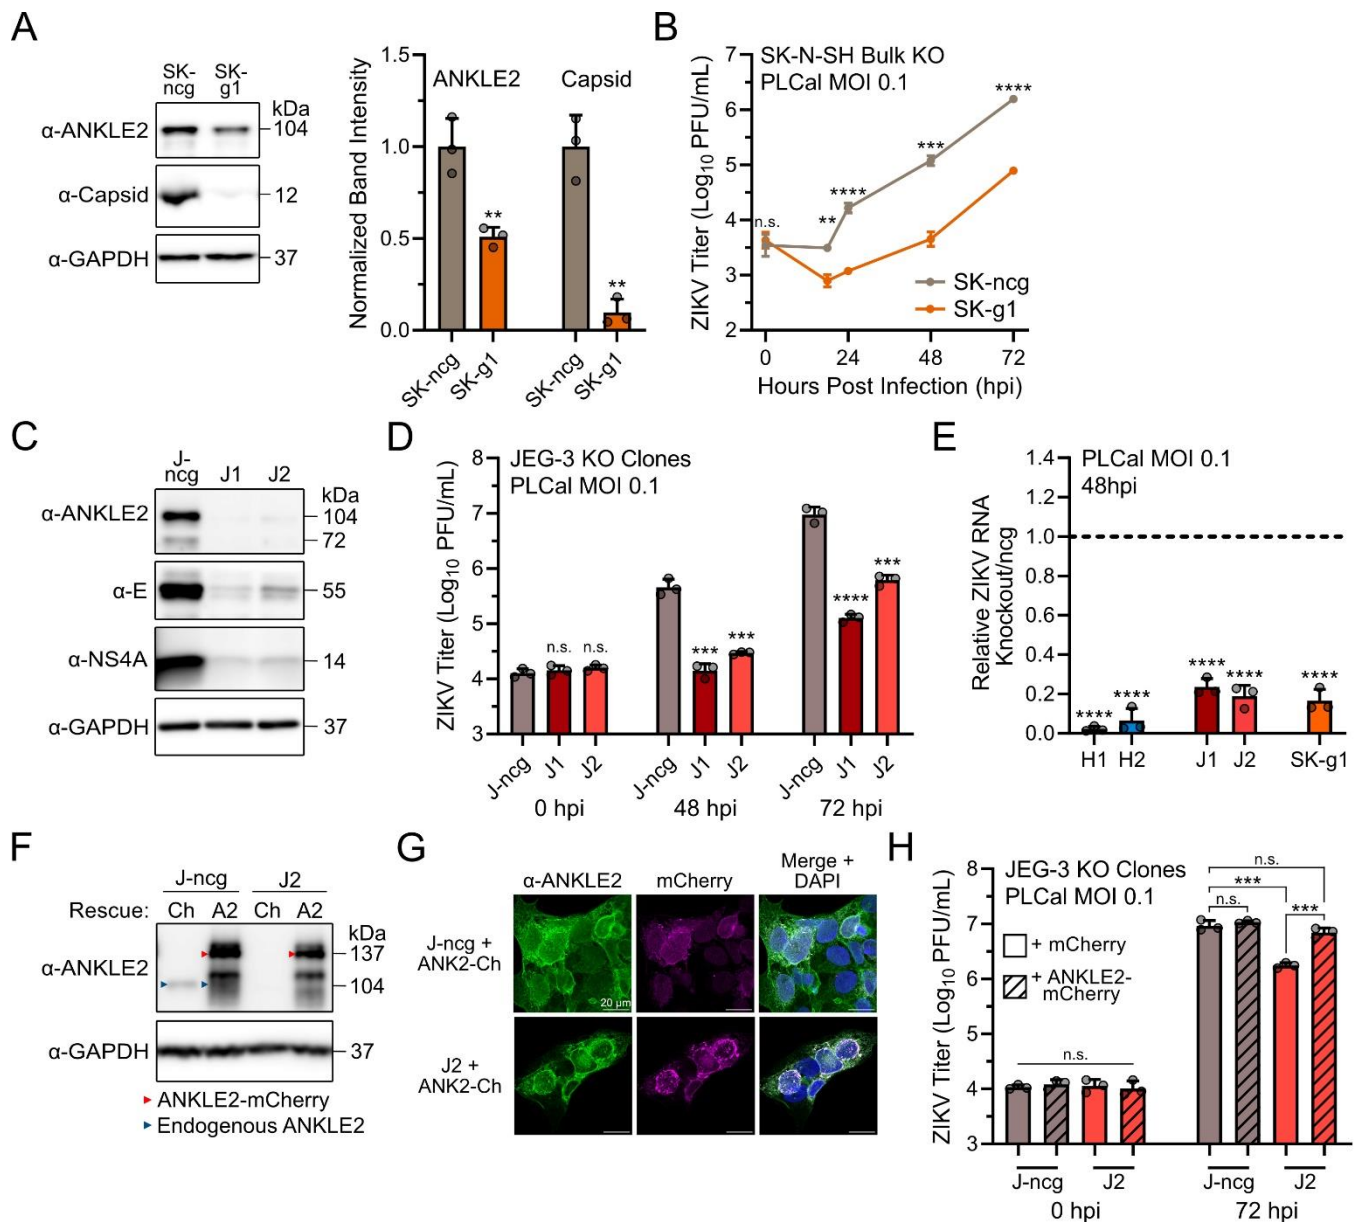 A
SK-
ncg
SK-
g1
kDa
α-ANKLE2
104
α-Capsid
12
α-GAPDH
37
Normalized Band Intensity
1.5
1.0
0.5
0.0
ANKLE2
Capsid
**
**
SK-ncg
SK-g1
SK-ncg
SK-g1
B
SK-N-SH Bulk KO
PLCal MOI 0.1
ZIKV Titer (Log10 PFU/mL)
7
6
5
4
3
2
n.s.
**
****
***
****
SK-ncg
SK-g1
0
24
48
72
Hours Post Infection (hpi)
C
J-
ncg
J1
J2
kDa
α-ANKLE2
104
72
α-E
55
α-NS4A
14
α-GAPDH
37
D
JEG-3 KO Clones
PLCal MOI 0.1
ZIKV Titer (Log10 PFU/mL)
8
7
6
5
4
3
n.s.
n.s.
***
***
****
***
J-ncg
J1
J2
J-ncg
J1
J2
J-ncg
J1
J2
0 hpi
48 hpi
72 hpi
E
PLCal MOI 0.1
48hpi
Relative ZIKV RNA
Knockout/ncg
1.4
1.2
1.0
0.8
0.6
0.4
0.2
0.0
****
****
****
****
****
H1
H2
J1
J2
SK-g1
F
J-ncg
J2
Rescue:
Ch
A2
Ch
A2
kDa
α-ANKLE2
137
104
α-GAPDH
37
ANKLE2-mCherry
Endogenous ANKLE2
G
α-ANKLE2
mCherry
Merge +
DAPI
J-ncg +
ANK2-Ch
20 μm
J2 +
ANK2-Ch
H
JEG-3 KO Clones
PLCal MOI 0.1
+ mCherry
+ ANKLE2-
mCherry
ZIKV Titer (Log10 PFU/mL)
8
7
6
5
4
3
n.s.
n.s.
***
n.s.
***
J-ncg
J2
J-ncg
J2
0 hpi
72 hpi